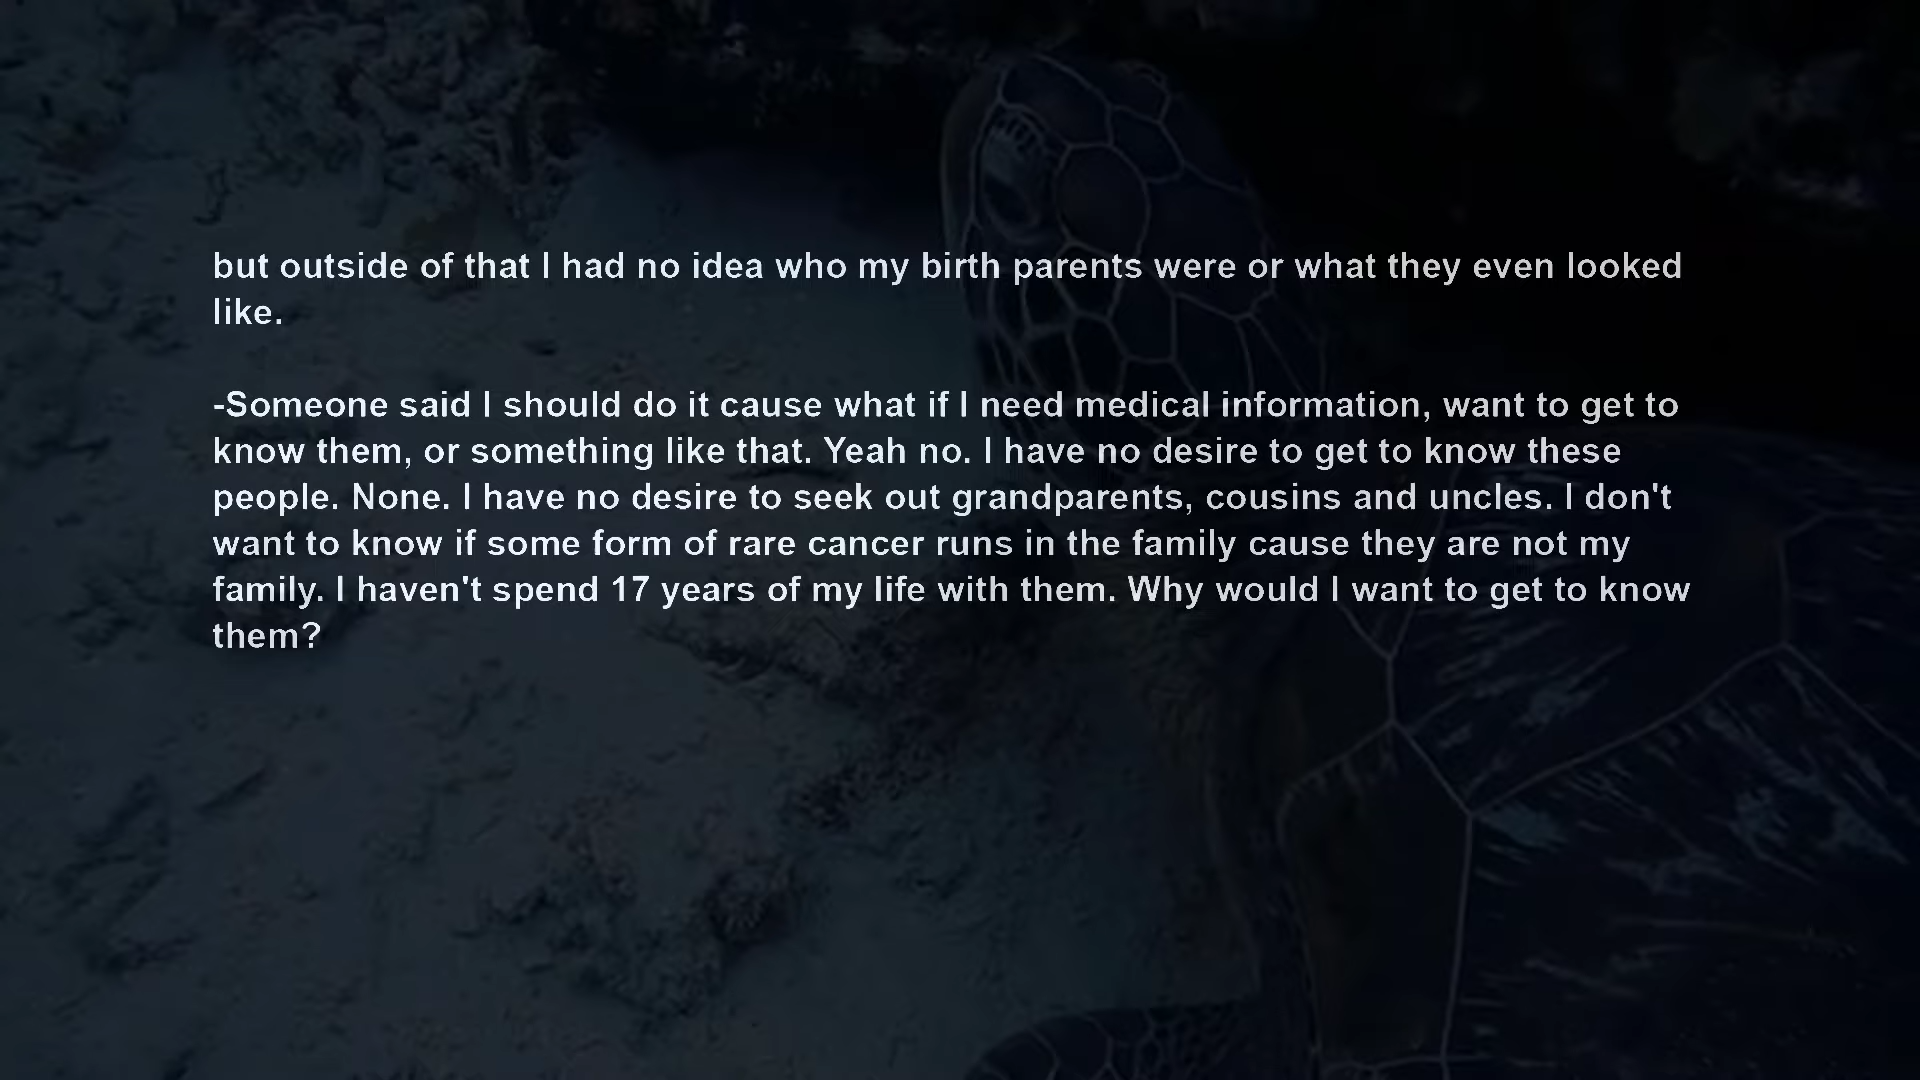 but outside of that I had no idea who my birth parents were or what they even looked
like.
-Someone said I should do it cause what if I need medical information, want to get to
know them, or something like that. Yeah no. I have no desire to get to know these
people. None. I have no desire to seek out grandparents, cousins and uncles. I don't
want to know if some form of rare cancer runs in the family cause they are not my
family. I haven't spend 17 years of my life with them. Why would I want to get to know
them?